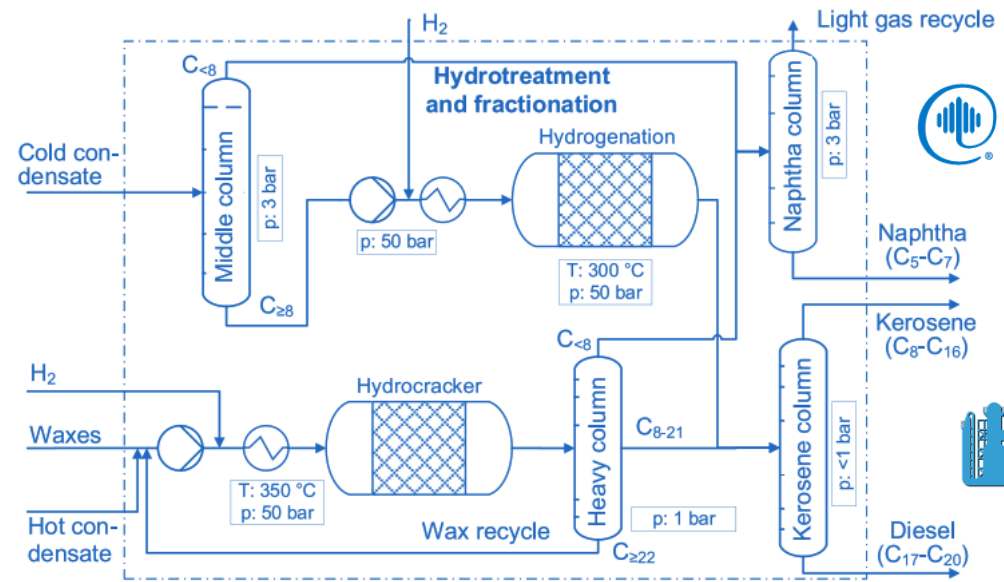 H₂
Light gas recycle
C<8
Hydrotreatment
and fractionation
Hydrogenation
Cold con-
densate
Middle column
p: 3 bar
Naphtha column
p: 3 bar
®
p: 50 bar
T: 300 °C
p: 50 bar
C≥8
Naphtha
(C₅-C₇)
Kerosene
(C₈-C₁₆)
C<8
H₂
Hydrocracker
Waxes
Heavy column
C₈₋₂₁
Kerosene column
p: <1 bar
T: 350 °C
p: 50 bar
p: 1 bar
Hot con-
densate
Wax recycle
C≥22
Diesel
(C₁₇-C₂₀)